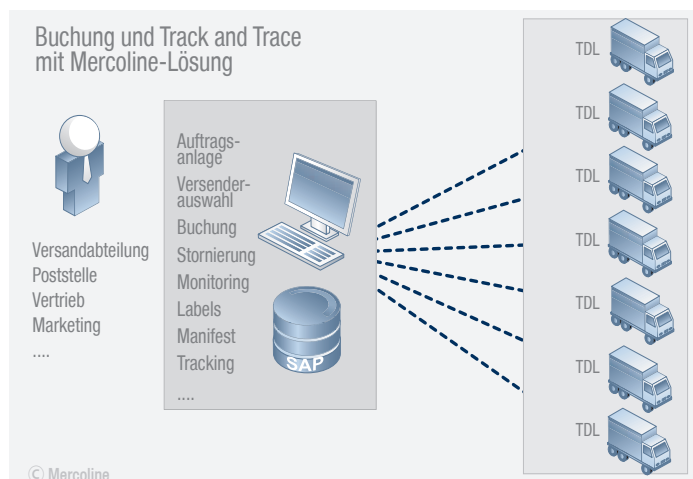 Buchung und Track and Trace
mit Mercoline-Lösung
Versandabteilung
Poststelle
Vertrieb
Marketing
....
Auftrags-
anlage
Versender-
auswahl
Buchung
Stornierung
Monitoring
Labels
Manifest
Tracking
....
SAP
TDL
TDL
TDL
TDL
TDL
TDL
TDL
© Mercoline